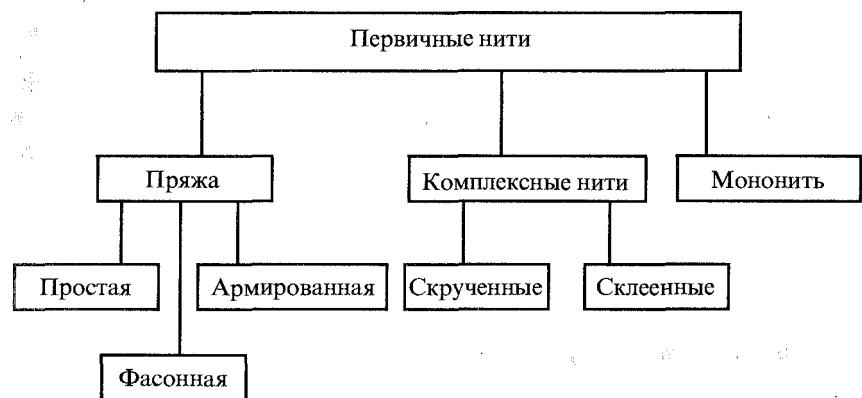 Первичные нити
Пряжа
Комплексные нити
Мононить
Простая
Армированная
Скрученные
Склеенные
Фасонная